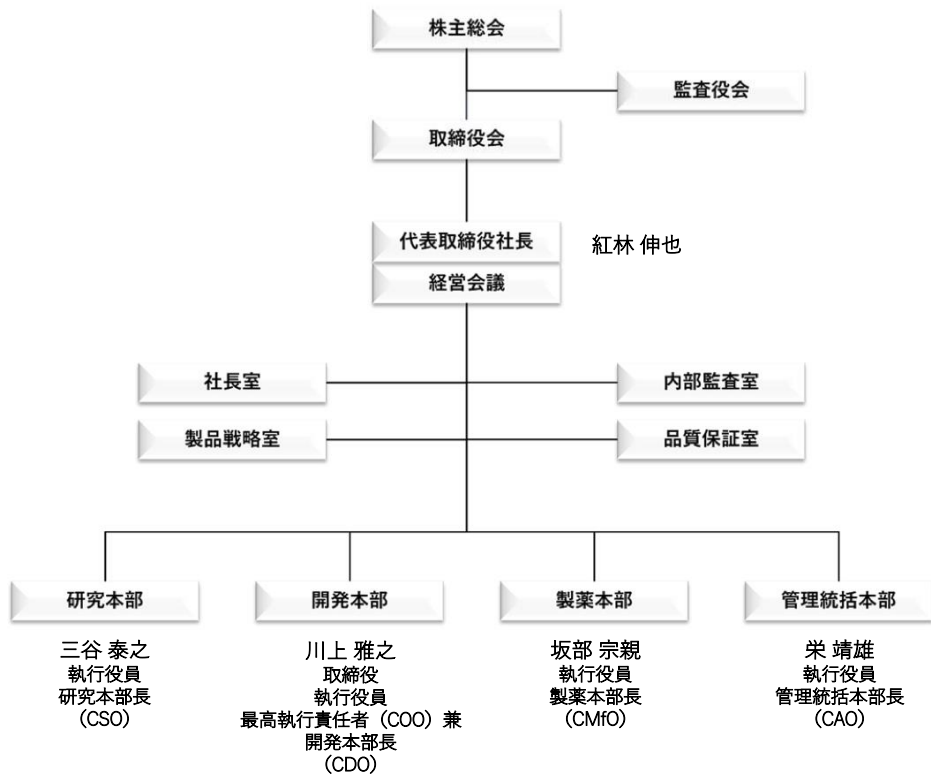 株主総会
監査役会
取締役会
代表取締役社長
紅林 伸也
経営会議
社長室
内部監査室
製品戦略室
品質保証室
研究本部
開発本部
製薬本部
管理統括本部
三谷 泰之
執行役員
研究本部長
（CSO）
川上 雅之
取締役
執行役員
最高執行責任者（COO）兼
開発本部長
（CDO）
坂部 宗親
執行役員
製薬本部長
（CMfO）
栄 靖雄
執行役員
管理統括本部長
（CAO）